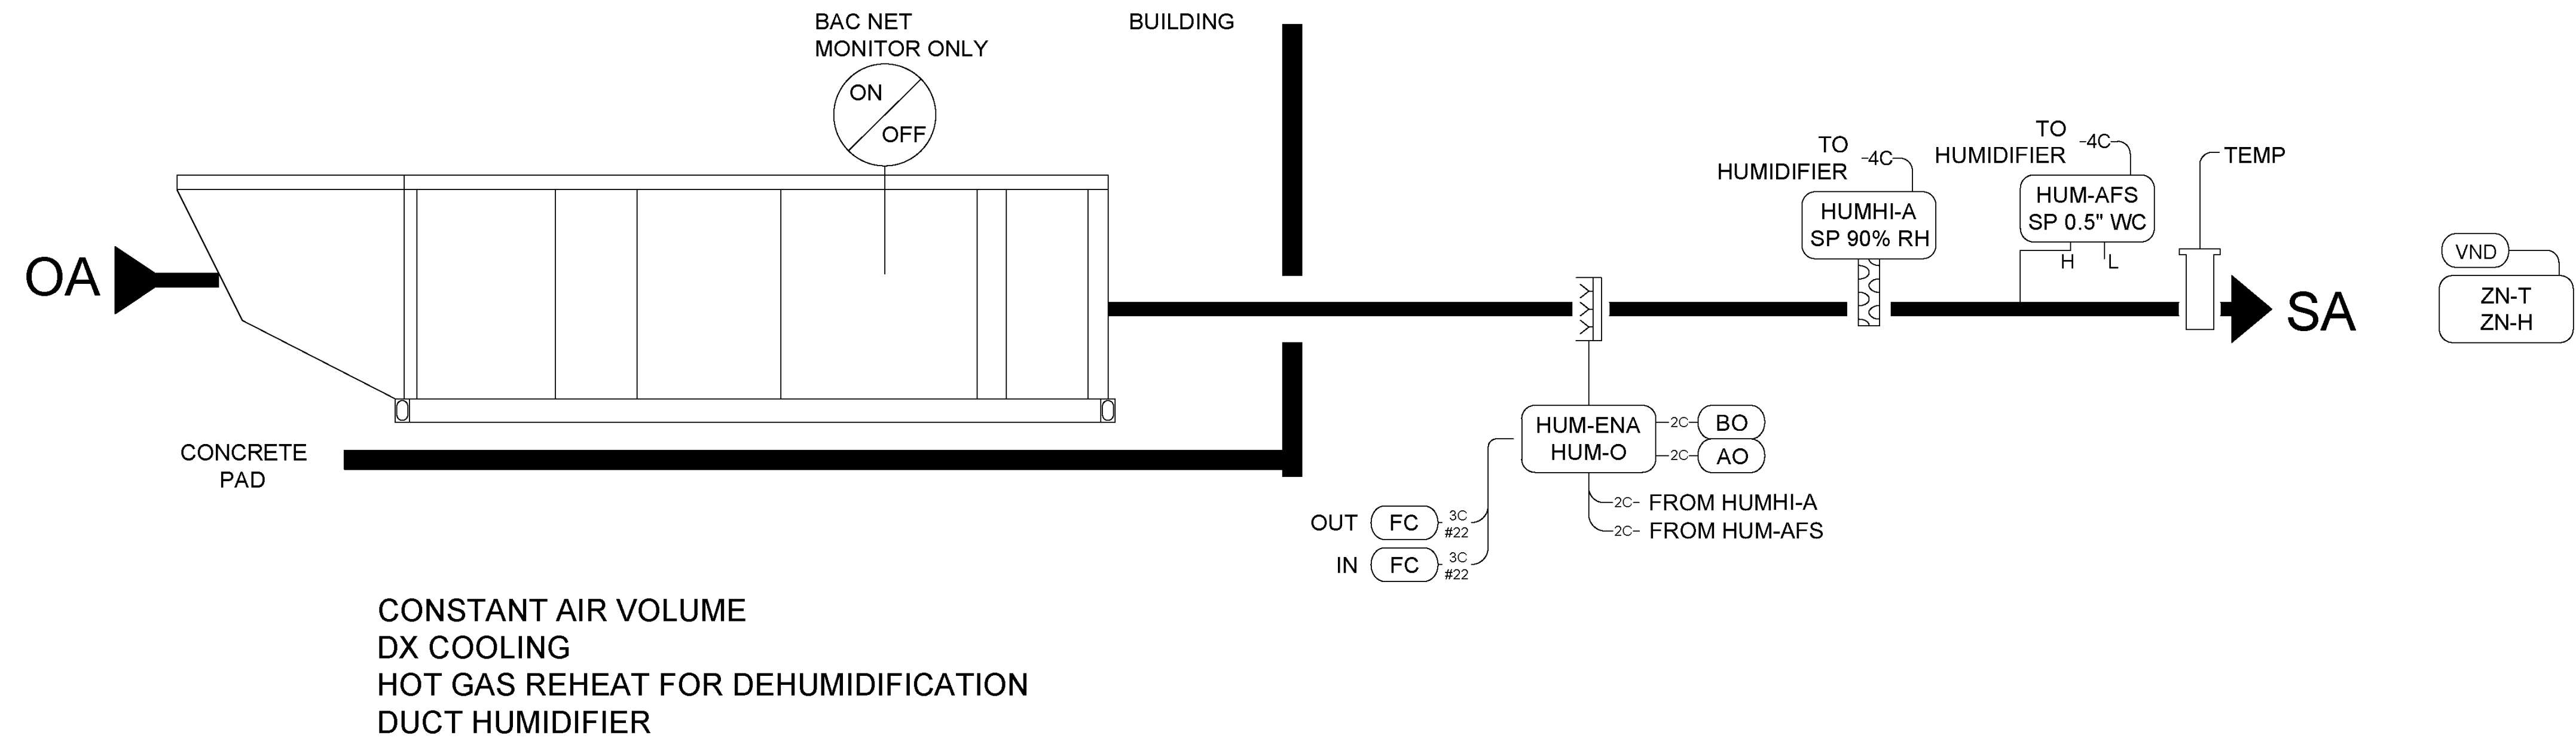 BAC NET
MONITOR ONLY
ON
OFF
BUILDING
OA
CONCRETE
PAD
TO
HUMIDIFIER
4C
HUMHI-A
SP 90% RH
TO
HUMIDIFIER
4C
HUM-AFS
SP 0.5" WC
H
L
TEMP
SA
VND
ZN-T
ZN-H
HUM-ENA
HUM-O
2C
BO
2C
AO
2C
FROM HUMHI-A
2C
FROM HUM-AFS
OUT
FC
3C
#22
IN
FC
3C
#22
CONSTANT AIR VOLUME
DX COOLING
HOT GAS REHEAT FOR DEHUMIDIFICATION
DUCT HUMIDIFIER